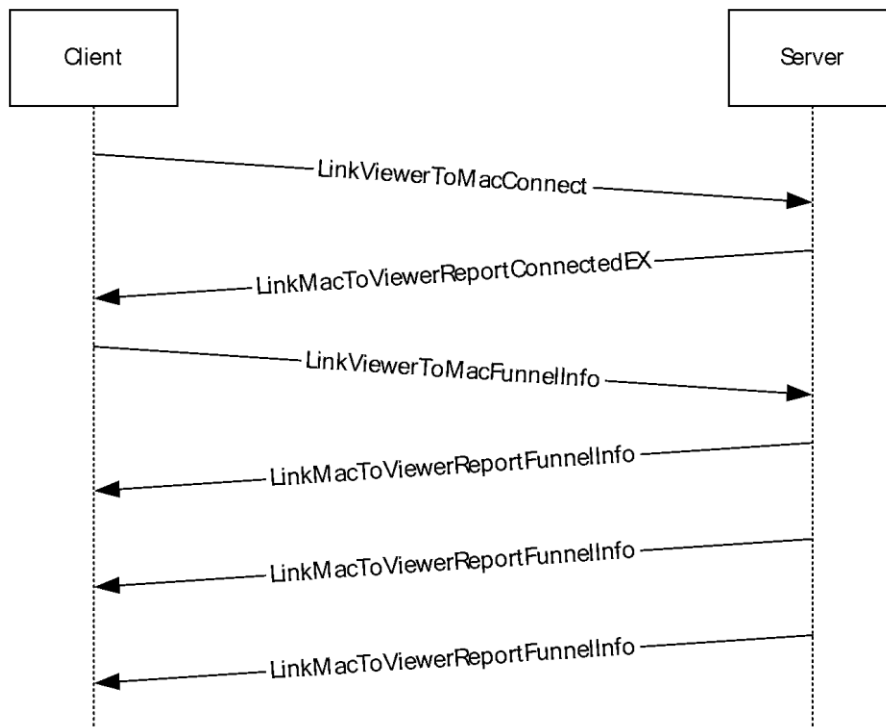 Client
Server
LinkViewerToMacConnect
LinkMacToViewerReportConnectedEX
LinkViewerToMacFunnelInfo
LinkMacToViewerReportFunnelInfo
LinkMacToViewerReportFunnelInfo
LinkMacToViewerReportFunnelInfo